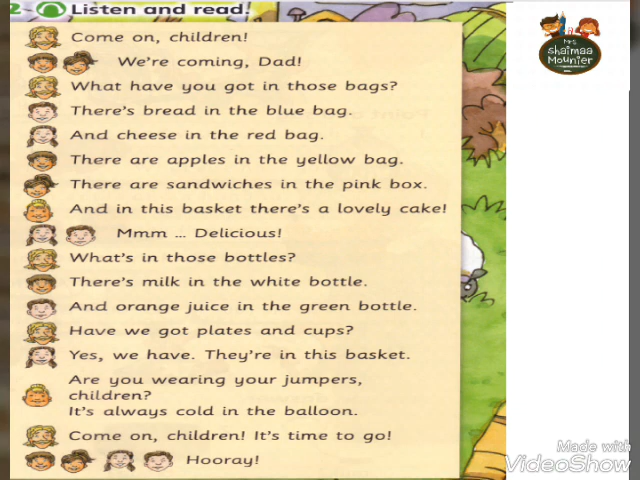 2- Listen and read!
Come on, children!
We're coming, Dad!
What have you got in those bags?
There's bread in the blue bag.
And cheese in the red bag.
There are apples in the yellow bag.
There are sandwiches in the pink box.
And in this basket there's a lovely cake!
Mmm ... Delicious!
What's in those bottles?
There's milk in the white bottle.
And orange juice in the green bottle.
Have we got plates and cups?
Yes, we have. They're in this basket.
Are you wearing your jumpers,
children?
It's always cold in the balloon.
Come on, children! It's time to go!
Hooray!
Mrs
shaimaa
Mounier
Made with
VideoShow